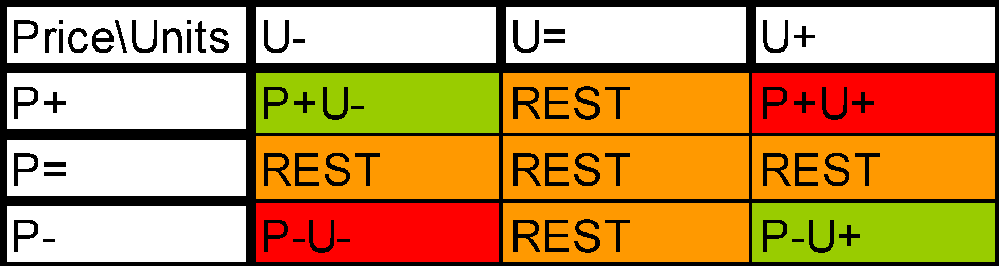 Price\Units U- U= U+
P+ P+U- REST P+U+
P= REST REST REST
P- P-U- REST P-U+